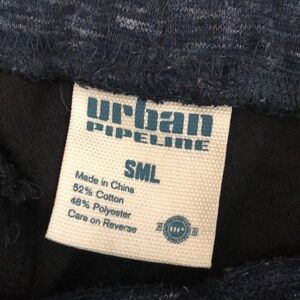 urban
PIPELINE
SML
Made in China
52% Cotton
48% Polyester
Care on Reverse